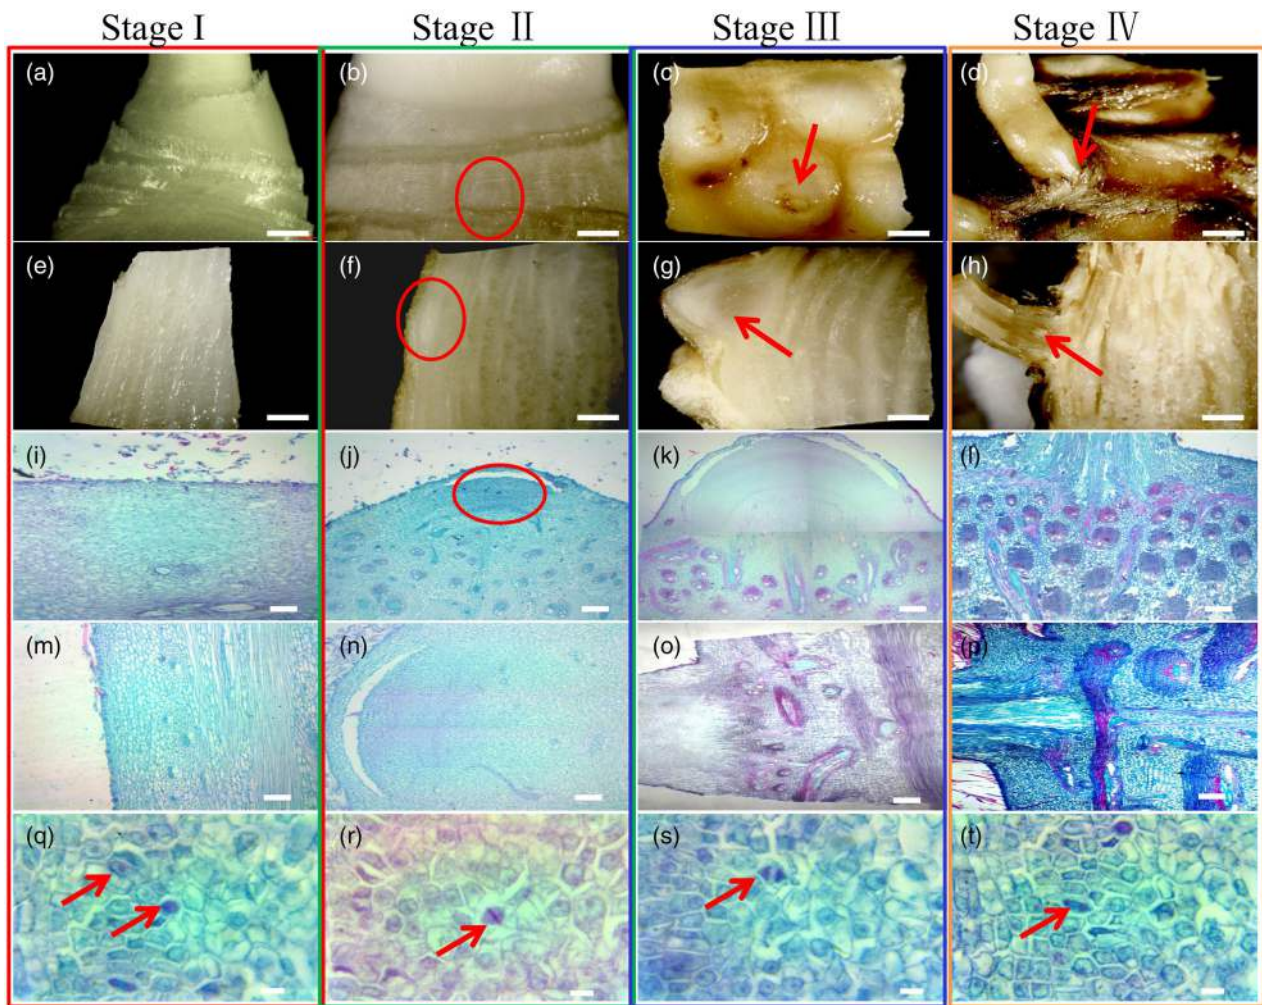 Stage I Stage Ⅱ Stage Ⅲ Stage Ⅳ
(a) (b) (c) (d)
(e) (f) (g) (h)
(i) (j) (k) (l)
(m) (n) (o) (p)
(q) (r) (s) (t)